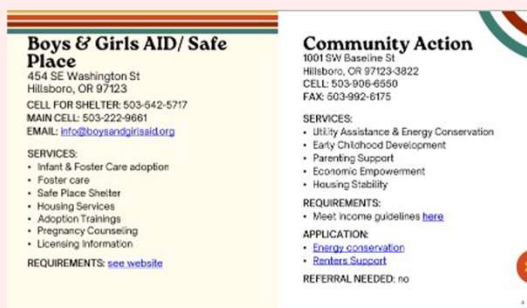 Boys & Girls AID/ Safe
Place
454 SE Washington St
Hillsboro, OR 97123
CELL FOR SHELTER: 503-542-5717
MAIN CELL: 503-222-9661
EMAIL: info@boysandgirlsaid.org
SERVICES:
• Infant & Foster Care adoption
• Foster care
• Safe Place Shelter
• Housing Services
• Adoption Trainings
• Pregnancy Counseling
• Licensing Information
REQUIREMENTS: see website
Community Action
1001 SW Baseline St
Hillsboro, OR 97123-3822
CELL: 503-906-6550
FAX: 503-992-6175
SERVICES:
• Utility Assistance & Energy Conservation
• Early Childhood Development
• Parenting Support
• Economic Empowerment
• Housing Stability
REQUIREMENTS:
• Meet income guidelines here
APPLICATION:
• Energy conservation
• Renters Support
REFERRAL NEEDED: no